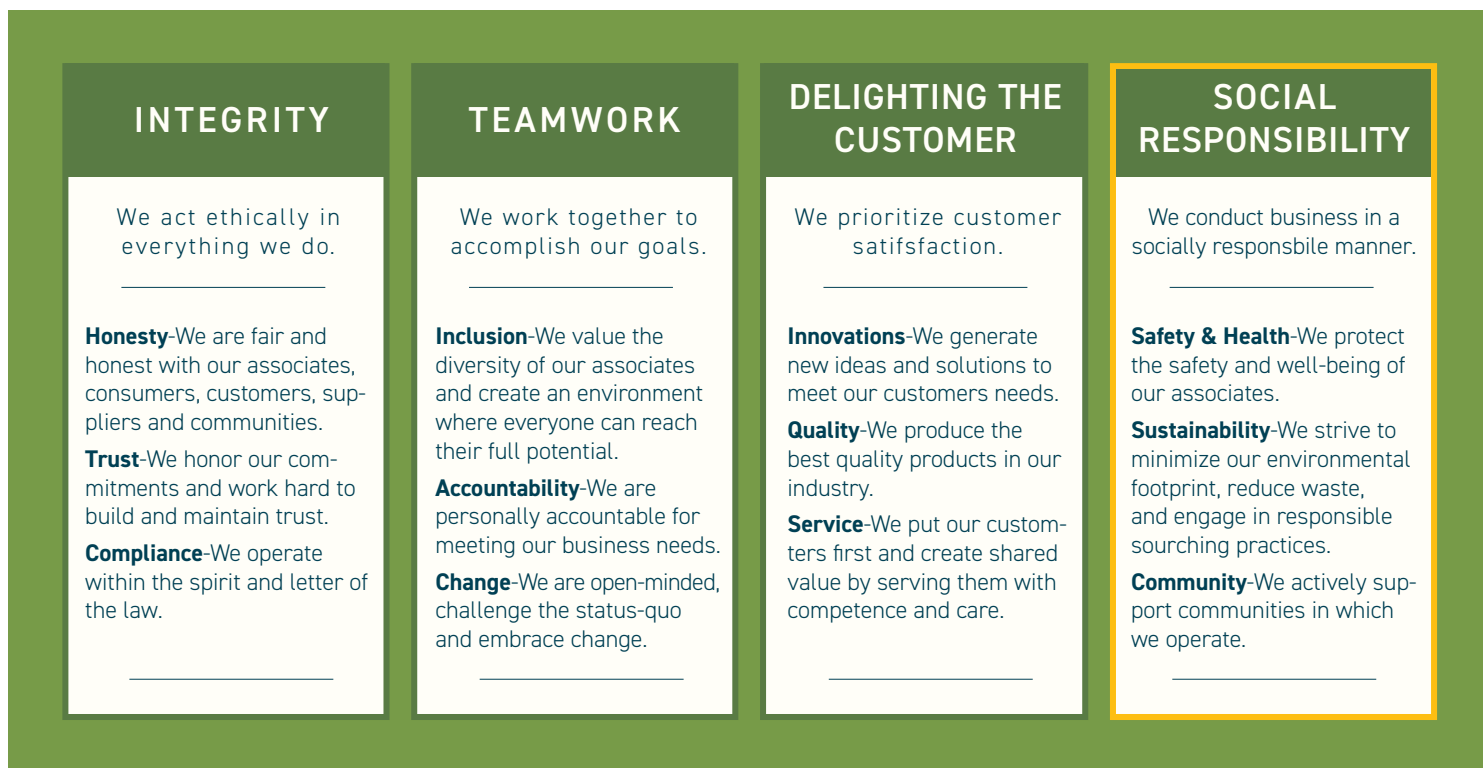 INTEGRITY
We act ethically in
everything we do.
Honesty-We are fair and
honest with our associates,
consumers, customers, sup-
pliers and communities.
Trust-We honor our com-
mitments and work hard to
build and maintain trust.
Compliance-We operate
within the spirit and letter of
the law.
TEAMWORK
We work together to
accomplish our goals.
Inclusion-We value the
diversity of our associates
and create an environment
where everyone can reach
their full potential.
Accountability-We are
personally accountable for
meeting our business needs.
Change-We are open-minded,
challenge the status-quo
and embrace change.
DELIGHTING THE
CUSTOMER
We prioritize customer
satifsfaction.
Innovations-We generate
new ideas and solutions to
meet our customers needs.
Quality-We produce the
best quality products in our
industry.
Service-We put our custom-
ters first and create shared
value by serving them with
competence and care.
SOCIAL
RESPONSIBILITY
We conduct business in a
socially responsbile manner.
Safety & Health-We protect
the safety and well-being of
our associates.
Sustainability-We strive to
minimize our environmental
footprint, reduce waste,
and engage in responsible
sourching practices.
Community-We actively sup-
port communities in which
we operate.